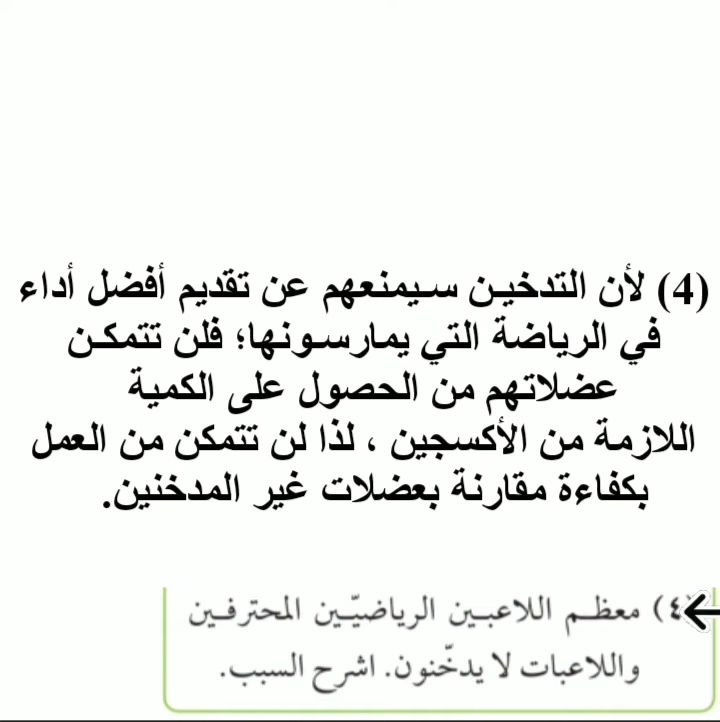 (4) لأن التدخين سيمنعهم عن تقديم أفضل أداء
في الرياضة التي يمارسونها؛ فلن تتمكن
عضلاتهم من الحصول على الكمية
اللازمة من الأكسجين ، لذا لن تتمكن من العمل
بكفاءة مقارنة بعضلات غير المدخنين.
(٤) معظم اللاعبين الرياضيّين المحترفين
واللاعبات لا يدخّنون. اشرح السبب.